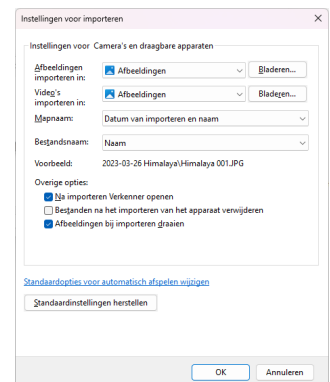 Instellingen voor importeren
Instellingen voor Camera's en draagbare apparaten
Afbeeldingen importeren in:
Afbeeldingen
Bladeren...
Video's importeren in:
Afbeeldingen
Bladeren...
Mapnaam:
Datum van importeren en naam
Bestandsnaam:
Naam
Voorbeeld:
2023-03-26 Himalaya\Himalaya 001.JPG
Overige opties:
Na importeren Verkenner openen
Bestanden na het importeren van het apparaat verwijderen
Afbeeldingen bij importeren draaien
Standaardopties voor automatisch afspelen wijzigen
Standaardinstellingen herstellen
OK
Annuleren